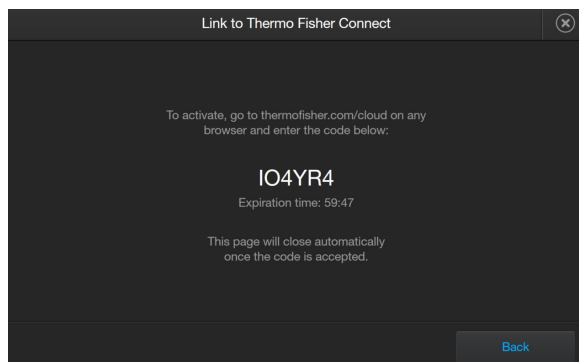 Link to Thermo Fisher Connect
To activate, go to thermofisher.com/cloud on any
browser and enter the code below:
IO4YR4
Expiration time: 59:47
This page will close automatically
once the code is accepted.
Back